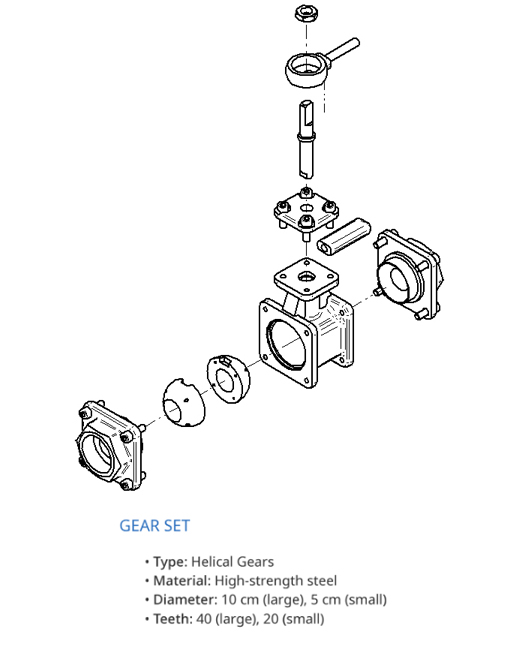 GEAR SET
• Type: Helical Gears
• Material: High-strength steel
• Diameter: 10 cm (large), 5 cm (small)
• Teeth: 40 (large), 20 (small)